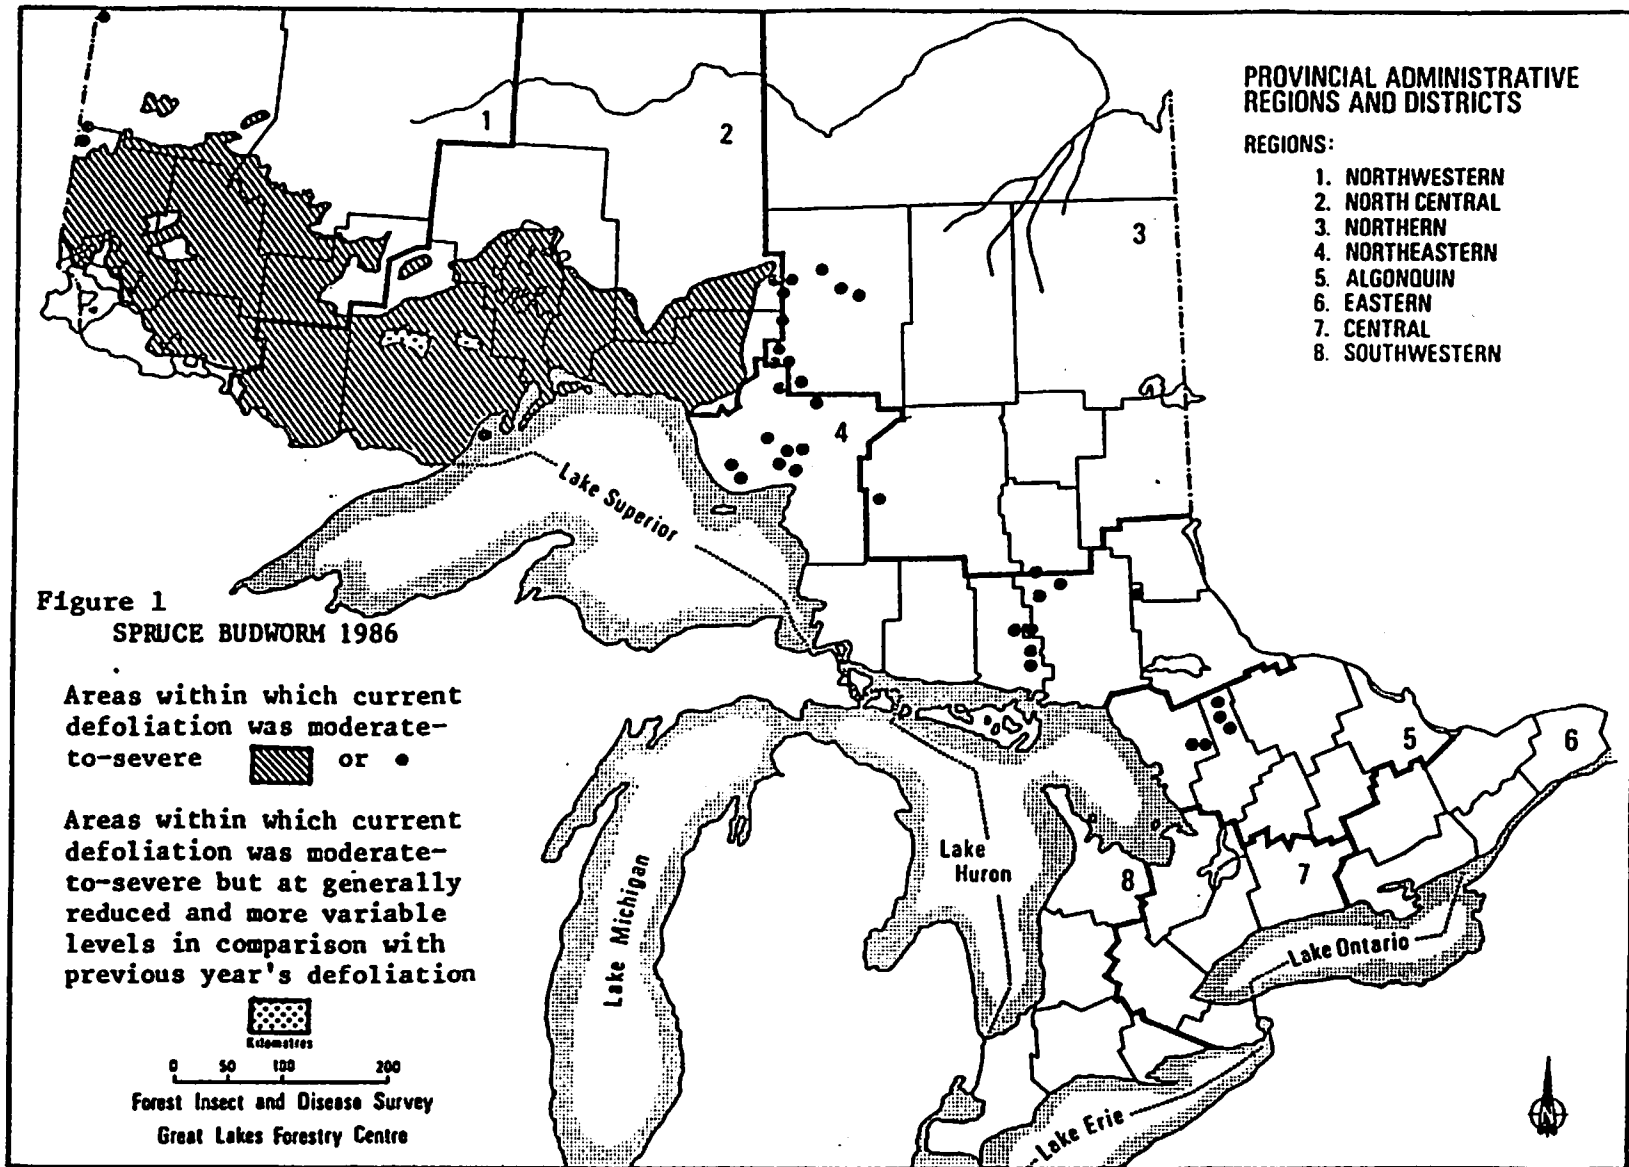 PROVINCIAL ADMINISTRATIVE
REGIONS AND DISTRICTS
REGIONS:
1. NORTHWESTERN
2. NORTH CENTRAL
3. NORTHERN
4. NORTHEASTERN
5. ALGONQUIN
6. EASTERN
7. CENTRAL
8. SOUTHWESTERN
1
2
3
4
5
6
7
8
Lake Superior
Lake Michigan
Lake
Huron
Lake Ontario
Lake Erie
Figure 1
SPRUCE BUDWORM 1986
Areas within which current
defoliation was moderate-
to-severe or
Areas within which current
defoliation was moderate-
to-severe but at generally
reduced and more variable
levels in comparison with
previous year's defoliation
Kilometres
0 50 100 200
Forest Insect and Disease Survey
Great Lakes Forestry Centre
N